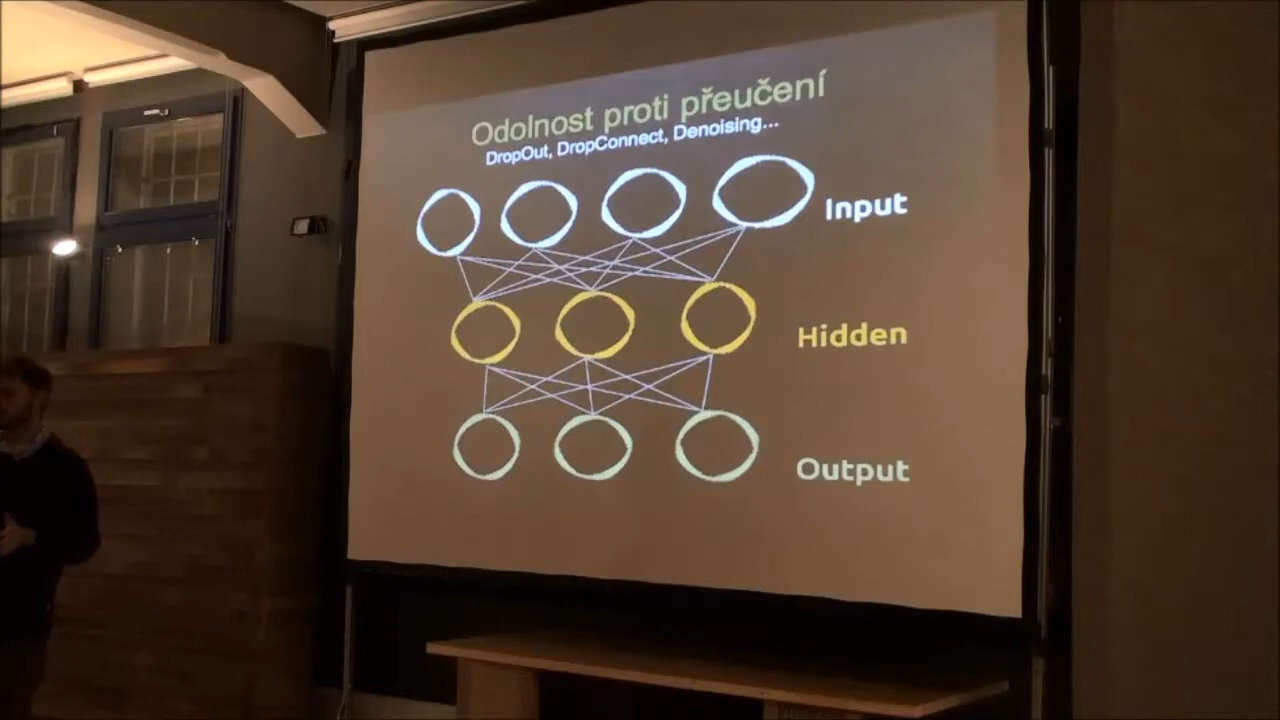 Odolnost proti přeučení
DropOut, DropConnect, Denoising...
Input
Hidden
Output